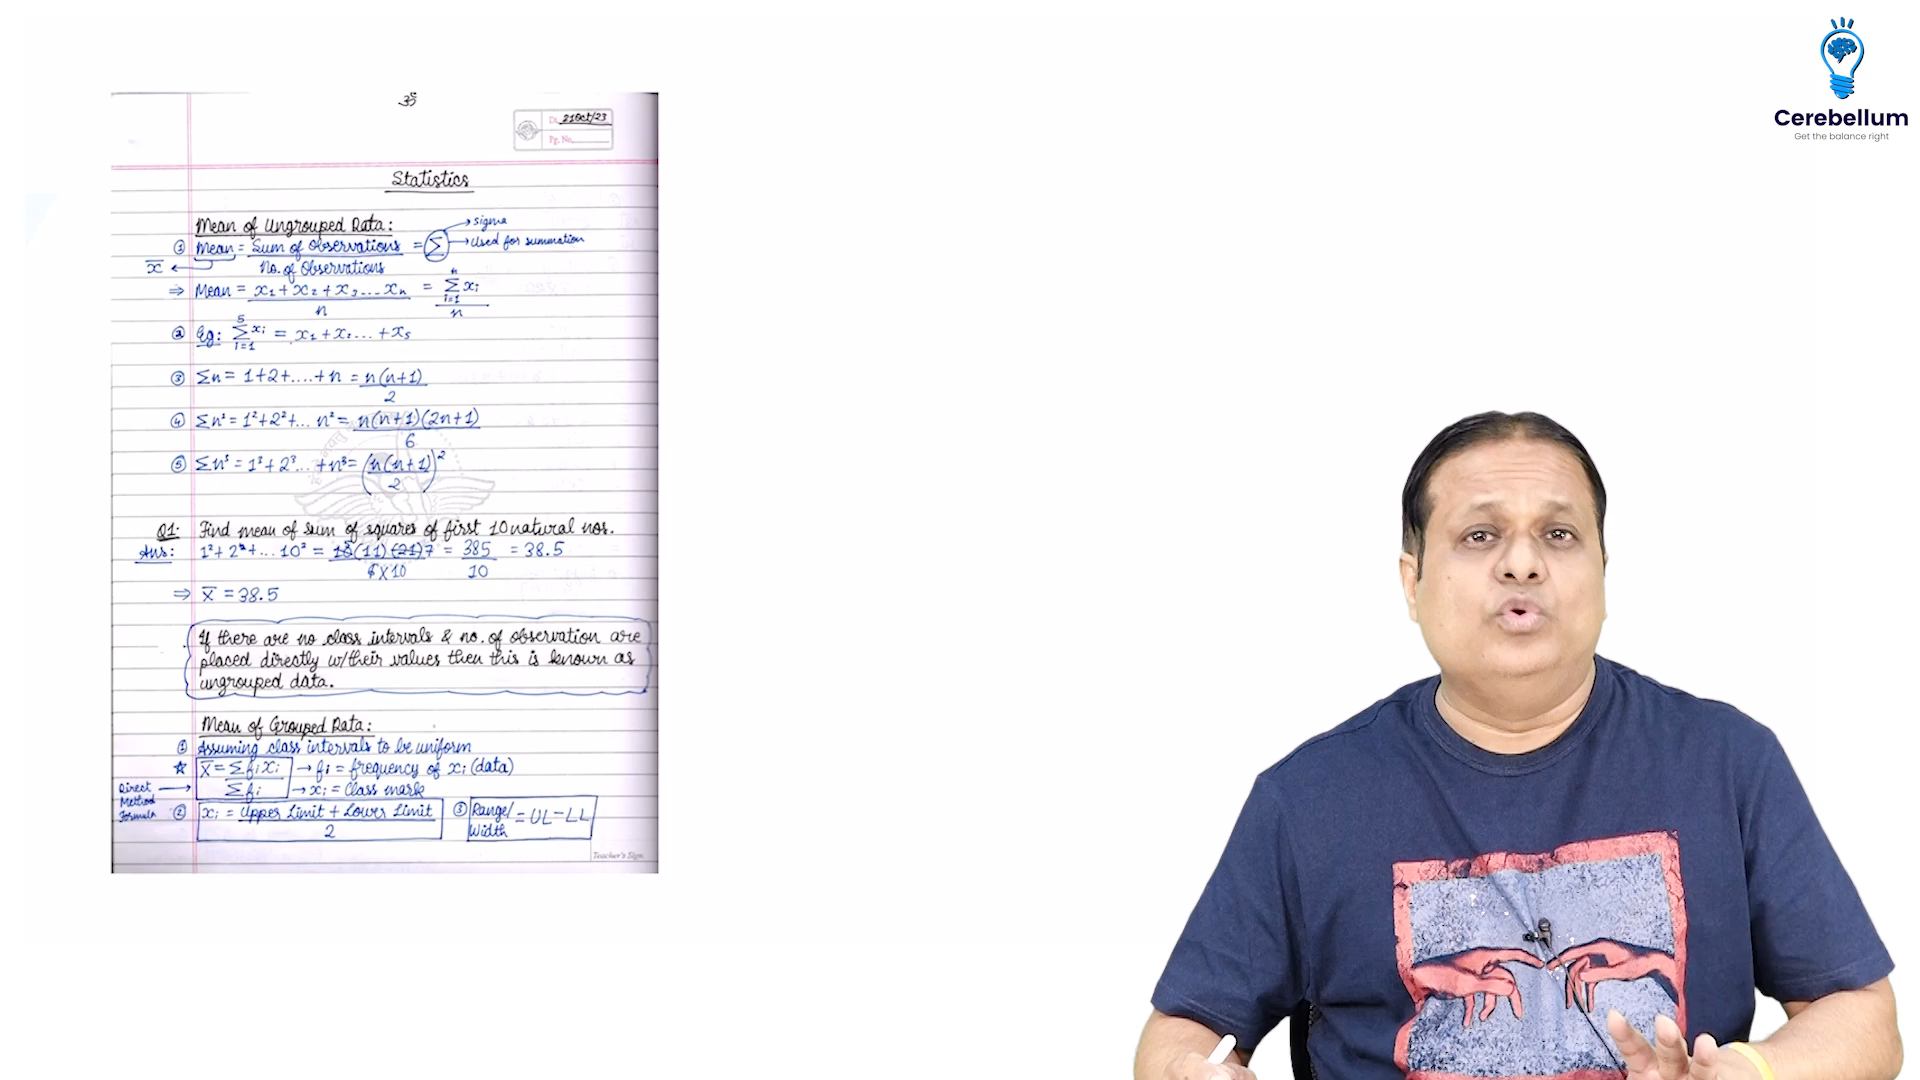 ૐ
Dt. 21Oct/23
Pg. No.
Statistics
Mean of Ungrouped Data:
→ sigma
① Mean = Sum of Observations / No. of Observations = Σ → Used for summation
x̄ ←
⇒ Mean = x₁ + x₂ + x₃ ... xₙ / n = Σⁿᵢ₌₁ xᵢ / n
② Eg: Σ⁵ᵢ₌₁ xᵢ = x₁ + x₂ ... + x₅
③ Σn = 1+2+....+n = n(n+1) / 2
④ Σn² = 1²+2²+... n² = n(n+1)(2n+1) / 6
⑤ Σn³ = 1³+2³... +n³ = (n(n+1) / 2)²
Q1: Find mean of sum of squares of first 10 natural nos.
Ans: 1²+2²+... 10² = 10(11)(21)7 / 6×10 = 385 / 10 = 38.5
⇒ x̄ = 38.5
If there are no class intervals & no. of observation are
placed directly w/their values then this is known as
ungrouped data.
Mean of Grouped Data:
① Assuming class intervals to be uniform
☆ X̄ = Σfᵢxᵢ / Σfᵢ → fᵢ = frequency of xᵢ (data)
→ xᵢ = Class mark
Direct Method Formula →
② xᵢ = Upper Limit + Lower Limit / 2 ③ Range/Width = UL - LL
Teacher's Sign
Cerebellum
Get the balance right